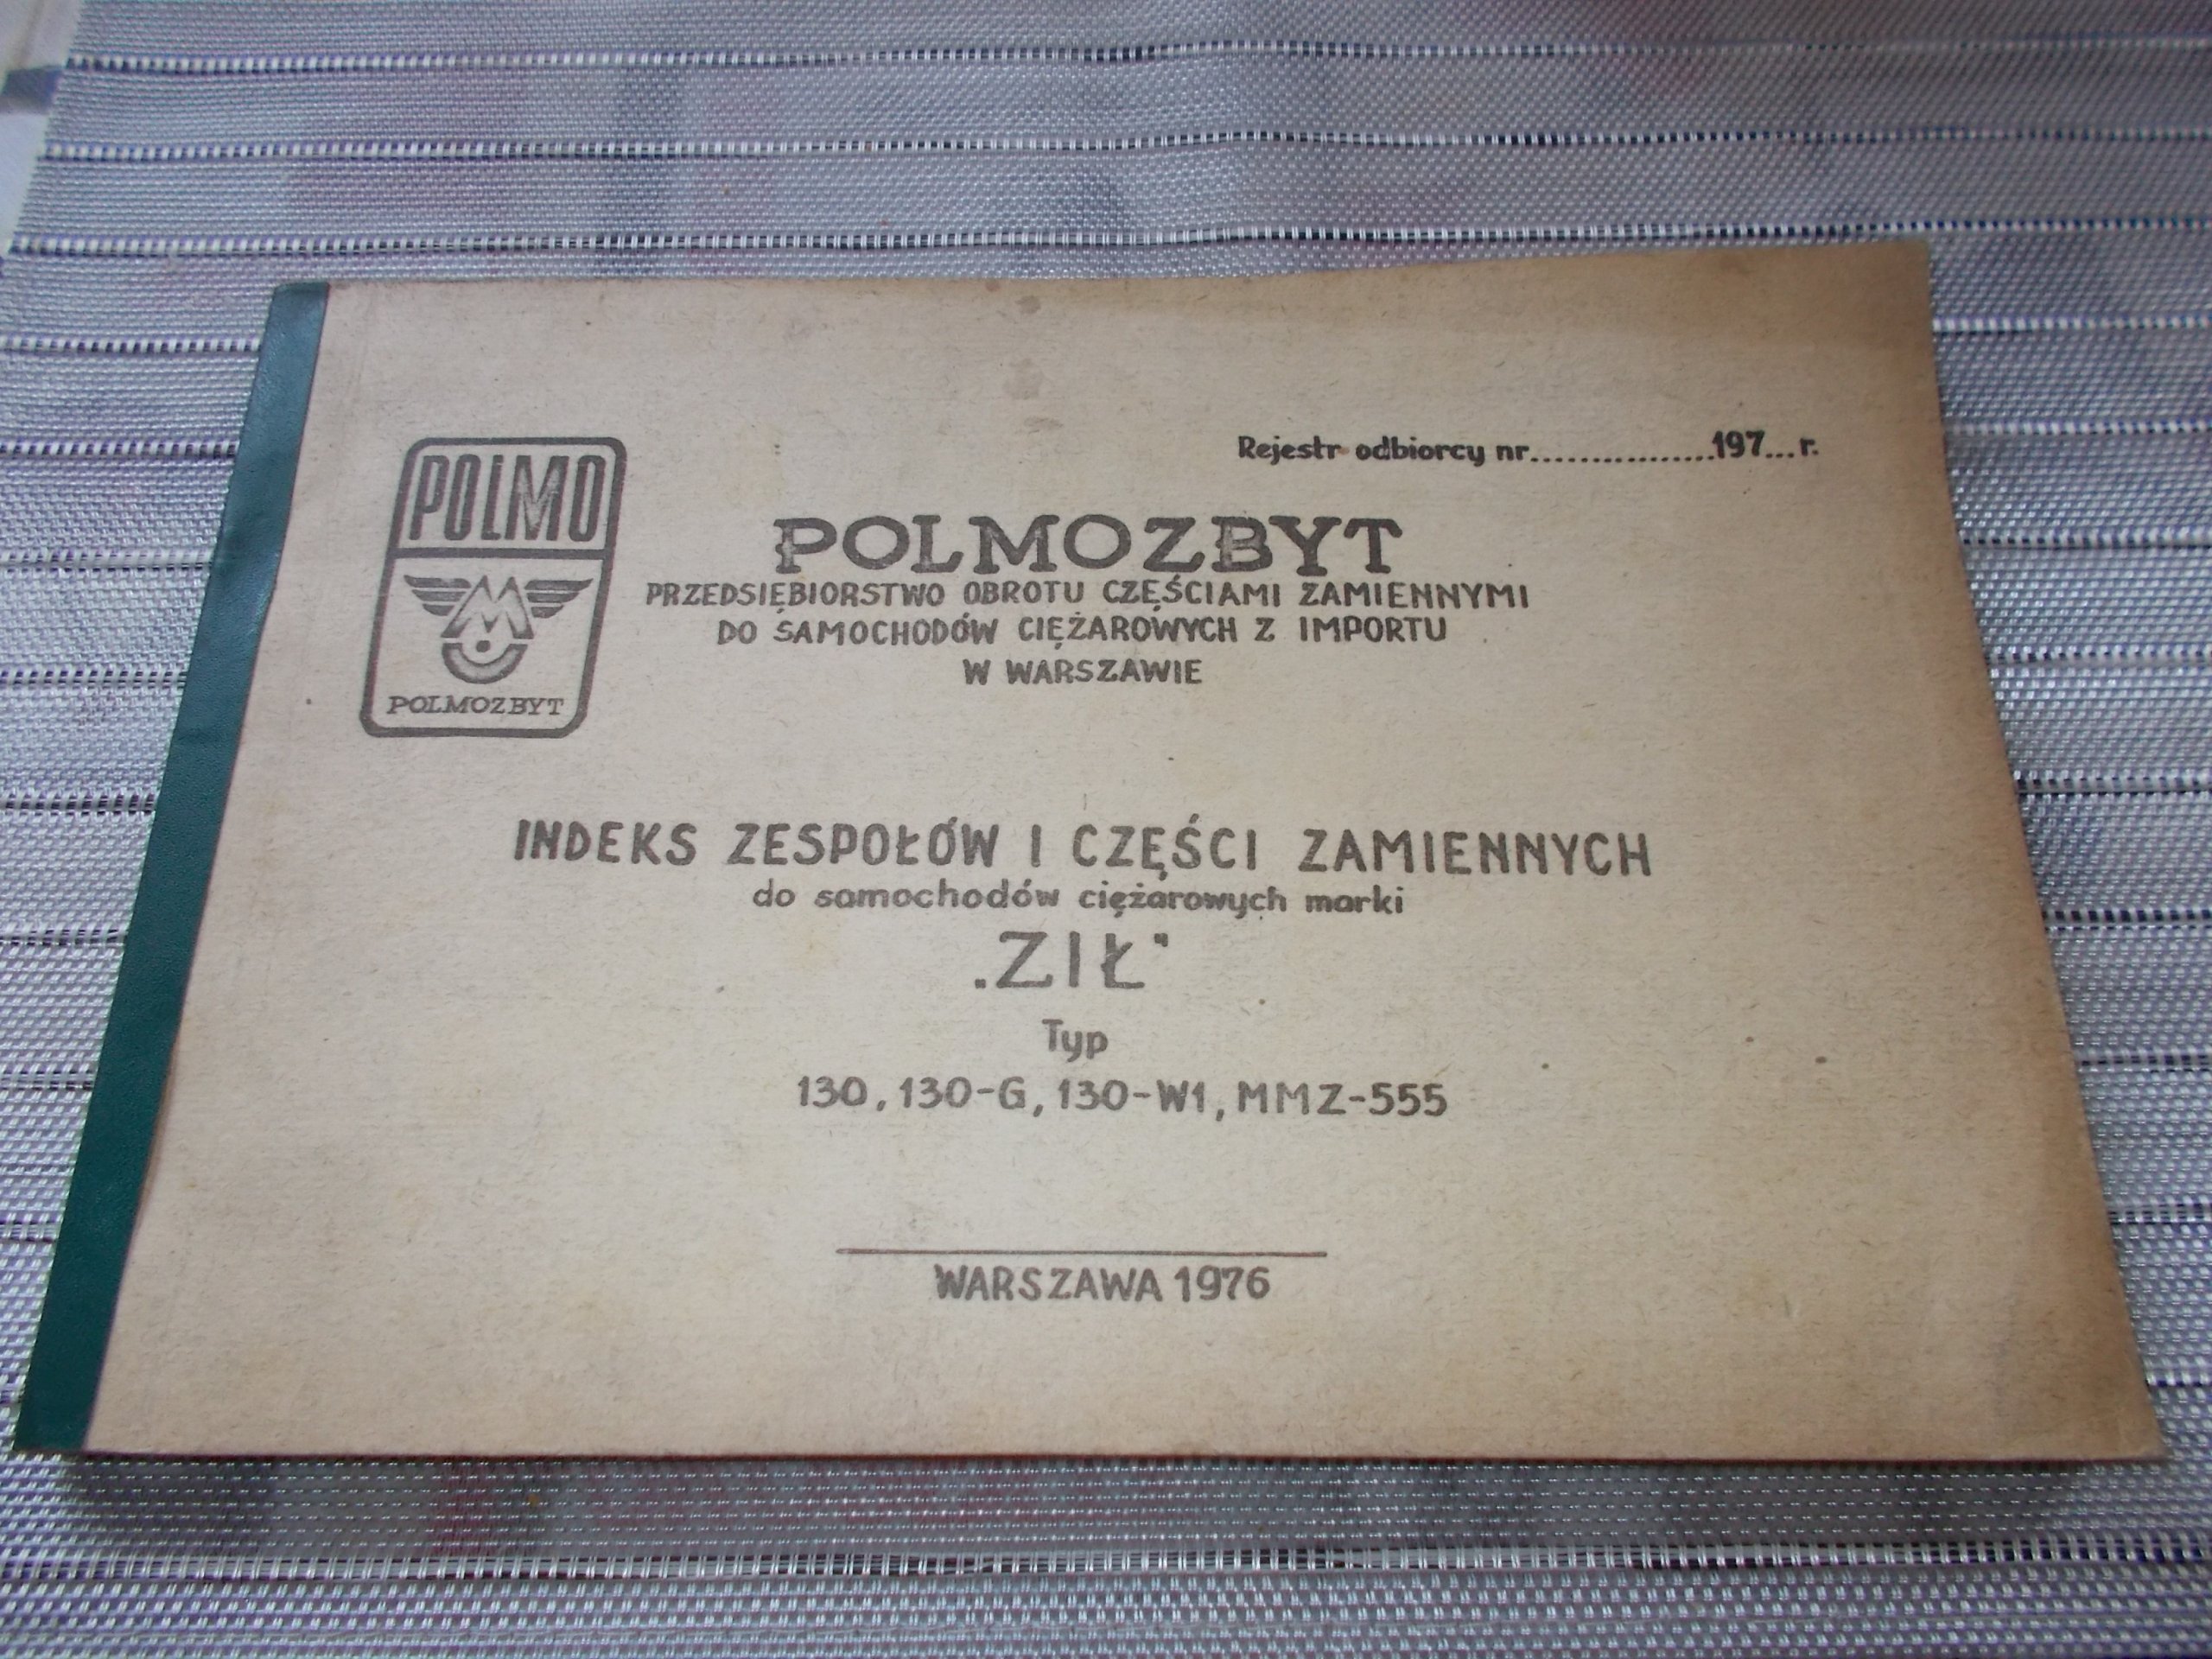 Rejestr odbiorcy nr.................197...r.
POLMO
POLMOZBYT
POLMOZBYT
PRZEDSIĘBIORSTWO OBROTU CZĘŚCIAMI ZAMIENNYMI
DO SAMOCHODÓW CIĘŻAROWYCH Z IMPORTU
W WARSZAWIE
INDEKS ZESPOŁÓW I CZĘŚCI ZAMIENNYCH
do samochodów ciężarowych marki
„ZIŁ”
Typ
130, 130-G, 130-W1, MMZ-555
WARSZAWA 1976